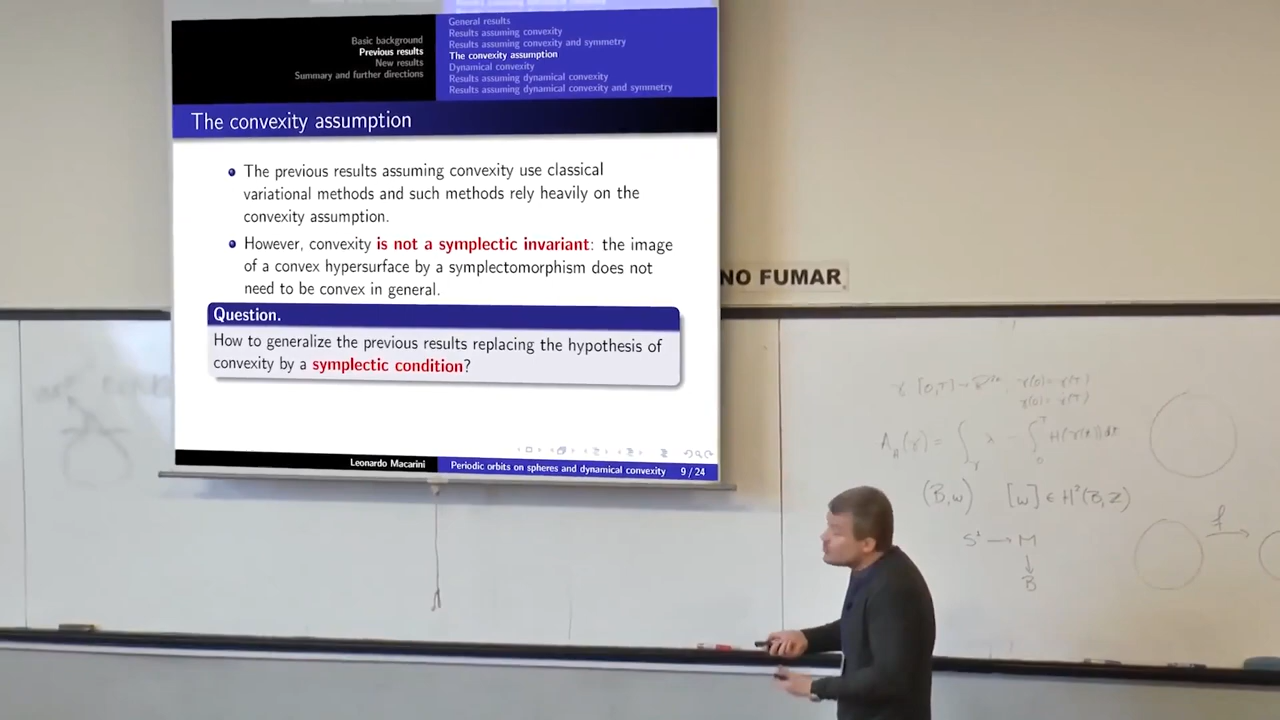 Basic background
Previous results
New results
Summary and further directions
General results
Results assuming convexity
Results assuming convexity and symmetry
The convexity assumption
Dynamical convexity
Results assuming dynamical convexity
Results assuming dynamical convexity and symmetry
The convexity assumption
The previous results assuming convexity use classical
variational methods and such methods rely heavily on the
convexity assumption.
However, convexity is not a symplectic invariant: the image
of a convex hypersurface by a symplectomorphism does not
need to be convex in general.
Question.
How to generalize the previous results replacing the hypothesis of
convexity by a symplectic condition?
Leonardo Macarini
Periodic orbits on spheres and dynamical convexity
9 / 24
NO FUMAR
(B,ω) [ω] ∈ H²(B,Z)
S¹ → M
↓
B
f